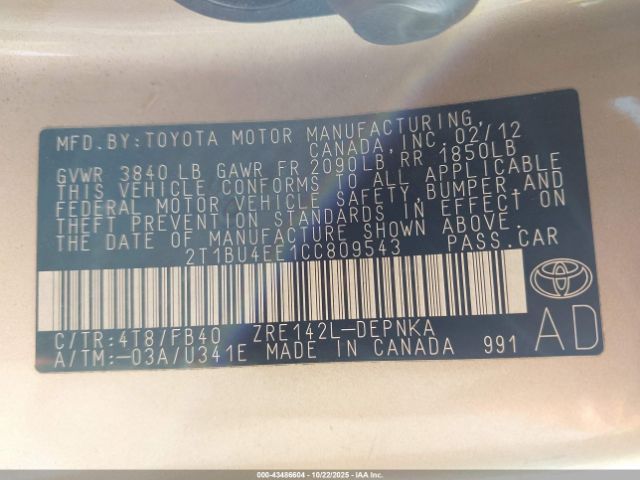 MFD. BY:TOYOTA MOTOR MANUFACTURING,
CANADA, INC. 02/12
GVWR 3840 LB GAWR FR 2090LB RR 1850LB
THIS VEHICLE CONFORMS TO ALL APPLICABLE
FEDERAL MOTOR VEHICLE SAFETY, BUMPER, AND
THEFT PREVENTION STANDARDS IN EFFECT ON
THE DATE OF MANUFACTURE SHOWN ABOVE.
2T1BU4EE1CC809543 PASS. CAR
TOYOTA
C/TR:4T8/FB40 ZRE142L-DEPNKA
A/TM:-03A/U341E MADE IN CANADA 991
AD
000-43486604 | 10/22/2025 | Copart.com